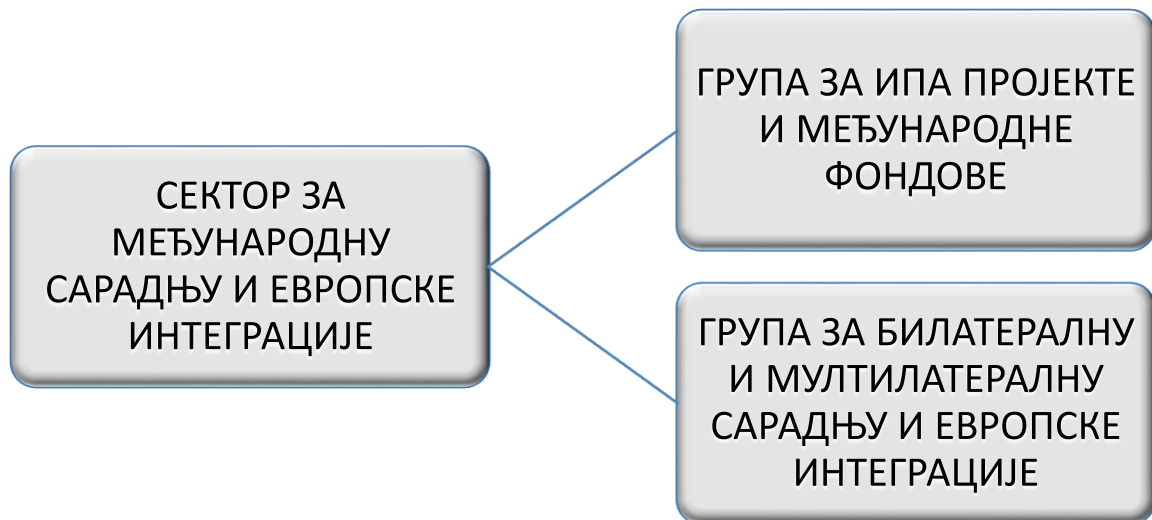 СЕКТОР ЗА
МЕЂУНАРОДНУ
САРАДЊУ И ЕВРОПСКЕ
ИНТЕГРАЦИЈЕ
ГРУПА ЗА ИПА ПРОЈЕКТЕ
И МЕЂУНАРОДНЕ
ФОНДОВЕ
ГРУПА ЗА БИЛАТЕРАЛНУ
И МУЛТИЛАТЕРАЛНУ
САРАДЊУ И ЕВРОПСКЕ
ИНТЕГРАЦИЈЕ